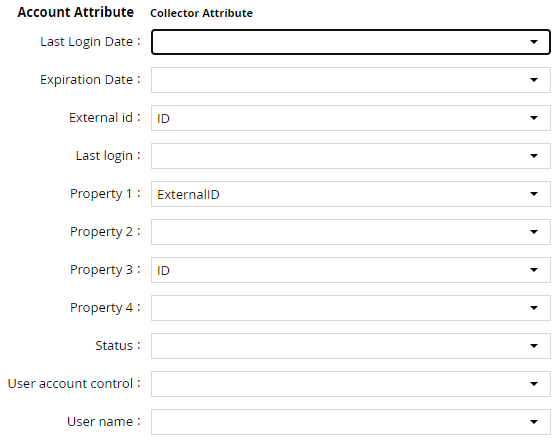 Account Attribute Collector Attribute
Last Login Date :
Expiration Date :
External id : ID
Last login :
Property 1 : ExternalID
Property 2 :
Property 3 : ID
Property 4 :
Status :
User account control :
User name :